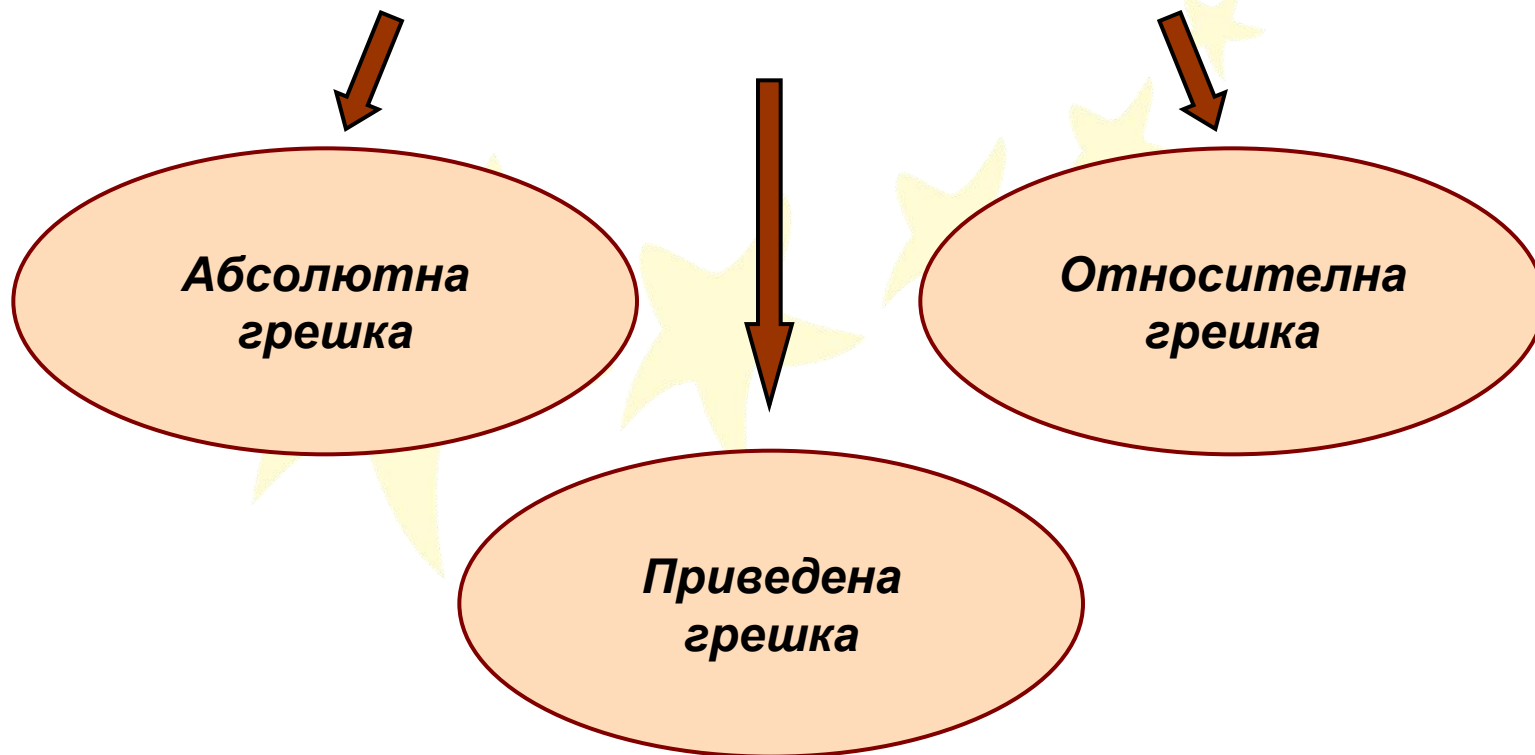 Абсолютна
грешка
Относителна
грешка
Приведена
грешка